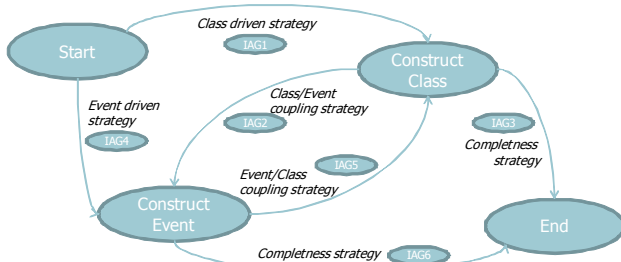 Class driven strategy
IAG1
Start
Construct
Class
Event driven
strategy
IAG4
Class/Event
coupling strategy
IAG2
IAG3
Completness
strategy
IAG5
Event/Class
coupling strategy
Construct
Event
End
Completness strategy
IAG6